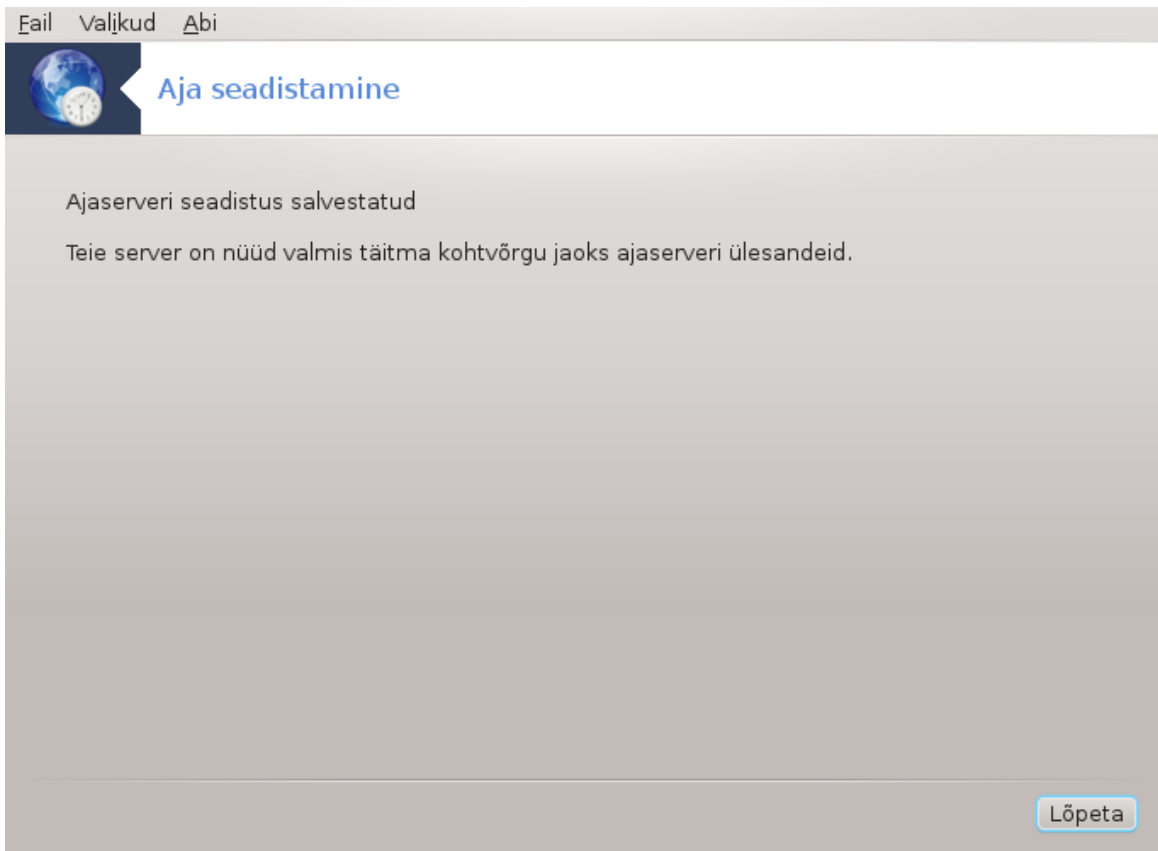 Fail Valikud Abi
Aja seadistamine
Ajaserveri seadistus salvestatud
Teie server on nüüd valmis täitma kohtvõrgu jaoks ajaserveri ülesandeid.
Lõpeta